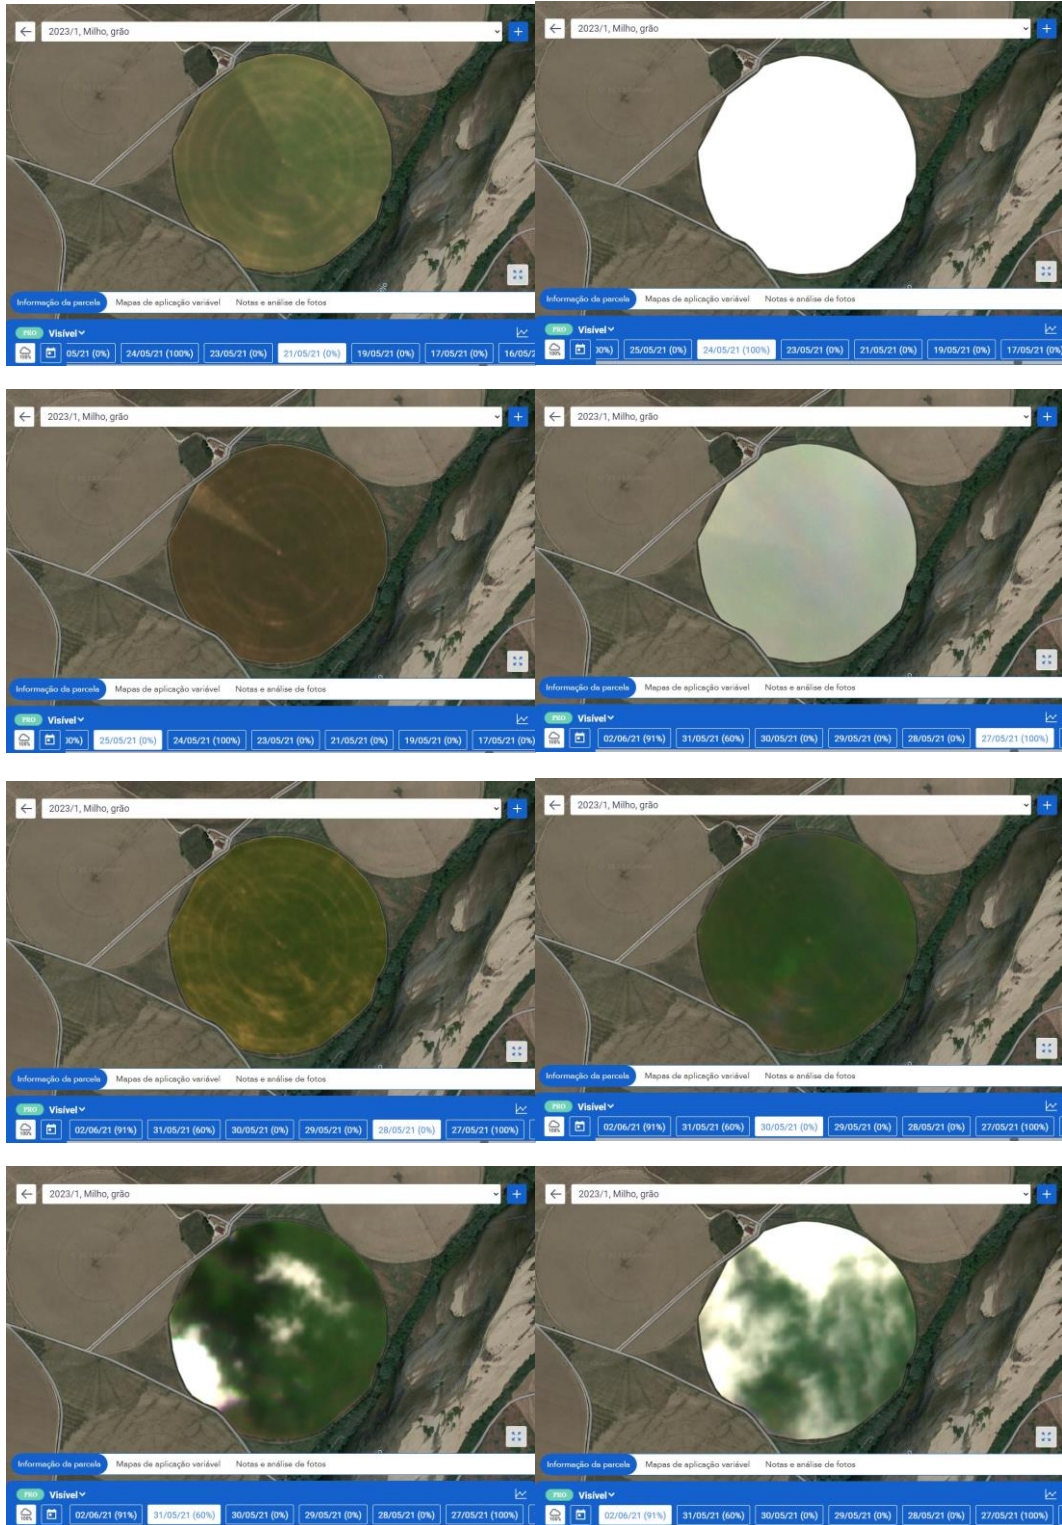 2023/1, Milho, grão
+
Informação da parcela Mapas de aplicação variável Notas e análise de fotos
PRO Visível
100% 05/21 (0%) 24/05/21 (100%) 23/05/21 (0%) 21/05/21 (0%) 19/05/21 (0%) 17/05/21 (0%) 16/05/2
2023/1, Milho, grão
+
Informação da parcela Mapas de aplicação variável Notas e análise de fotos
PRO Visível
100% 0%) 25/05/21 (0%) 24/05/21 (100%) 23/05/21 (0%) 21/05/21 (0%) 19/05/21 (0%) 17/05/21 (0%)
2023/1, Milho, grão
+
Informação da parcela Mapas de aplicação variável Notas e análise de fotos
PRO Visível
100% 00%) 25/05/21 (0%) 24/05/21 (100%) 23/05/21 (0%) 21/05/21 (0%) 19/05/21 (0%) 17/05/21 (0%)
2023/1, Milho, grão
+
Informação da parcela Mapas de aplicação variável Notas e análise de fotos
PRO Visível
100% 02/06/21 (91%) 31/05/21 (60%) 30/05/21 (0%) 29/05/21 (0%) 28/05/21 (0%) 27/05/21 (100%)
2023/1, Milho, grão
+
Informação da parcela Mapas de aplicação variável Notas e análise de fotos
PRO Visível
100% 02/06/21 (91%) 31/05/21 (60%) 30/05/21 (0%) 29/05/21 (0%) 28/05/21 (0%) 27/05/21 (100%)
2023/1, Milho, grão
+
Informação da parcela Mapas de aplicação variável Notas e análise de fotos
PRO Visível
100% 02/06/21 (91%) 31/05/21 (60%) 30/05/21 (0%) 29/05/21 (0%) 28/05/21 (0%) 27/05/21 (100%)
2023/1, Milho, grão
+
Informação da parcela Mapas de aplicação variável Notas e análise de fotos
PRO Visível
100% 02/06/21 (91%) 31/05/21 (60%) 30/05/21 (0%) 29/05/21 (0%) 28/05/21 (0%) 27/05/21 (100%)
2023/1, Milho, grão
+
Informação da parcela Mapas de aplicação variável Notas e análise de fotos
PRO Visível
100% 02/06/21 (91%) 31/05/21 (60%) 30/05/21 (0%) 29/05/21 (0%) 28/05/21 (0%) 27/05/21 (100%)